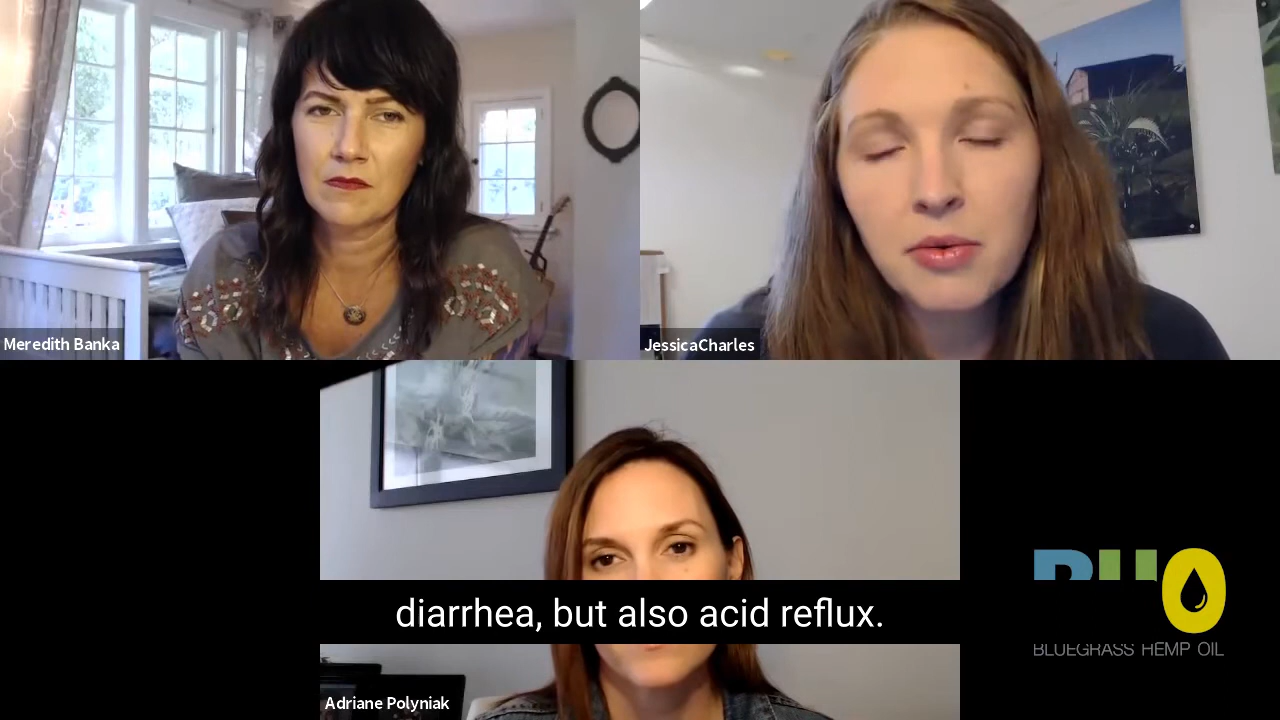 Meredith Banka
JessicaCharles
diarrhea, but also acid reflux.
BLUEGRASS HEMP OIL
Adriane Polyniak